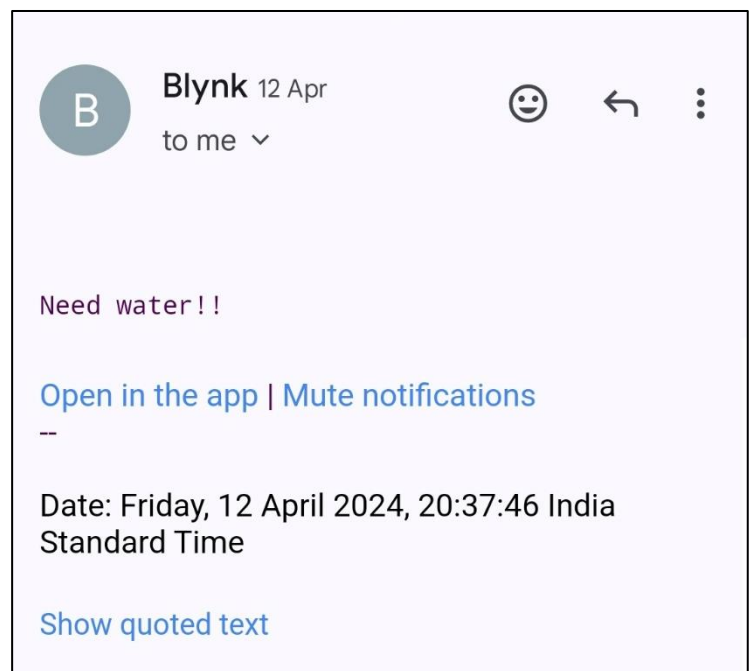 B
Blynk 12 Apr
to me
Need water!!
Open in the app | Mute notifications
--
Date: Friday, 12 April 2024, 20:37:46 India
Standard Time
Show quoted text